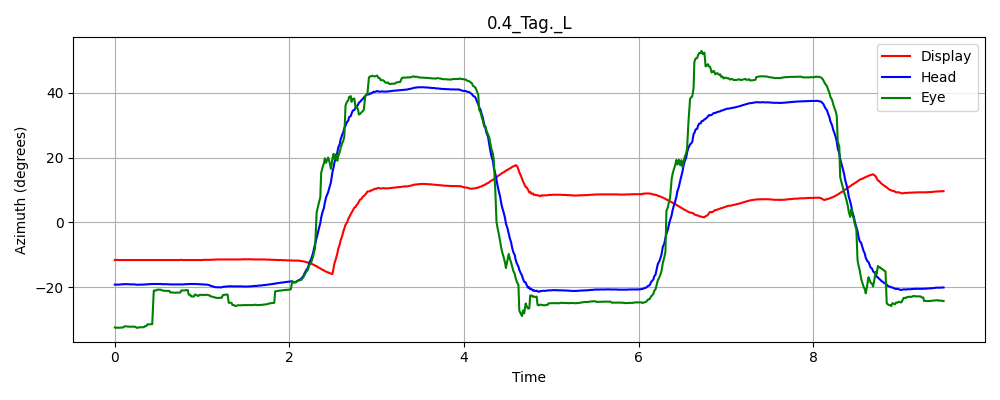 0.4_Tag._L
Display
Head
Eye
Azimuth (degrees)
40
20
0
−20
0 2 4 6 8
Time